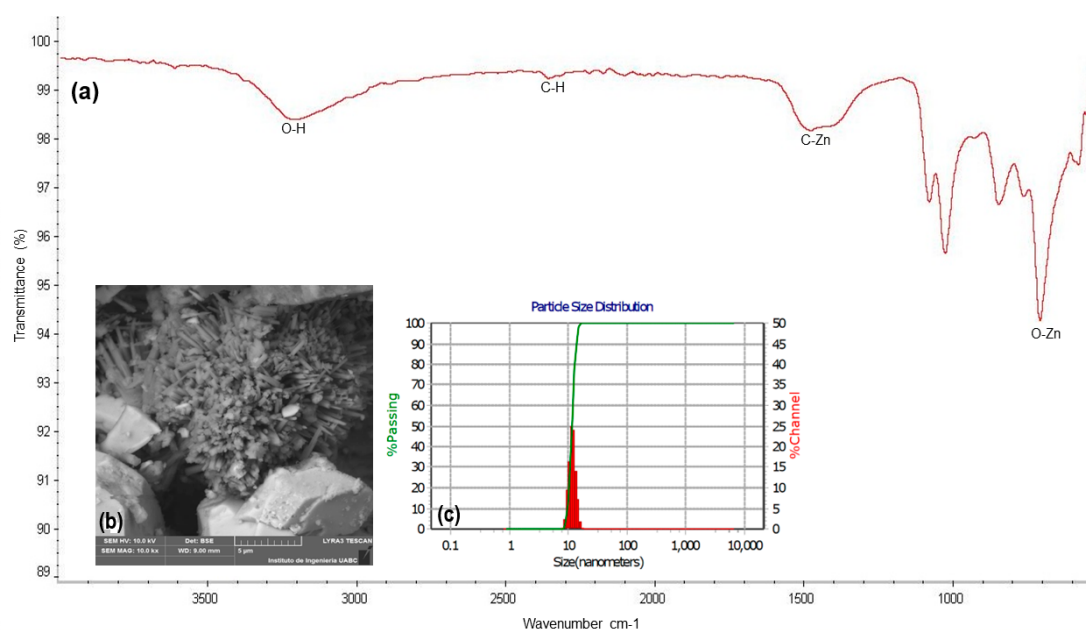 100
99
98
97
96
95
94
93
92
91
90
89
Transmittance (%)
(a)
O-H
C-H
C-Zn
O-Zn
(b)
SEM HV: 10.0 kV Det: BSE LYRA3 TESCAN
SEM MAG: 10.0 kx WD: 9.00 mm 5 µm
Instituto de Ingeniería UABC
Particle Size Distribution
100 50
90 45
80 40
70 35
60 30
50 25
40 20
30 15
20 10
10 5
0 0
%Passing
%Channel
(c)
0.1 1 10 100 1,000 10,000
Size(nanometers)
3500 3000 2500 2000 1500 1000
Wavenumber cm-1